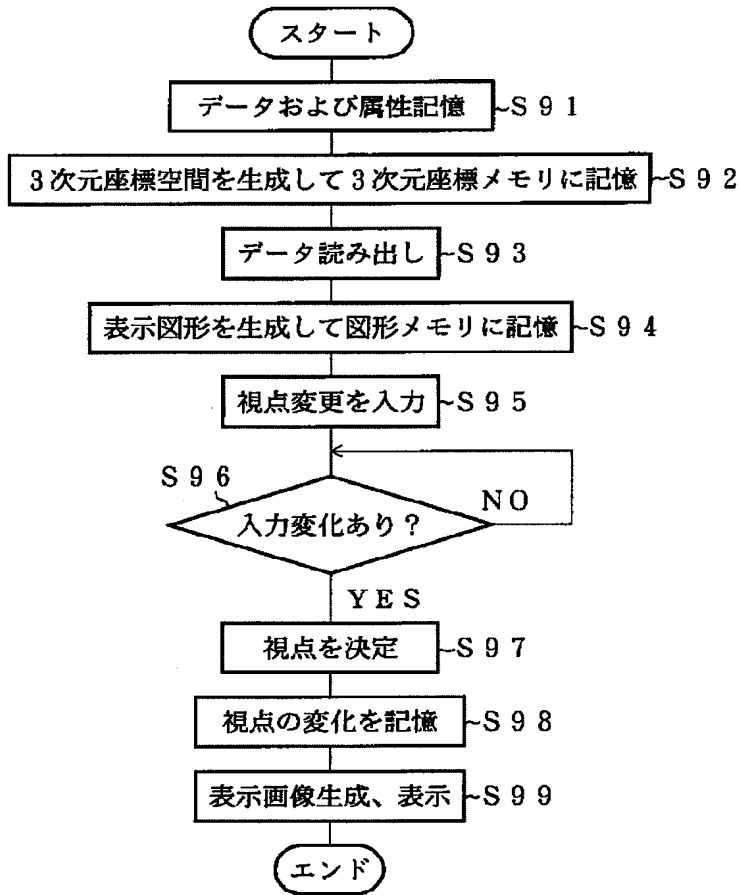 スタート
データおよび属性記憶 ~S91
3次元座標空間を生成して3次元座標メモリに記憶 ~S92
データ読み出し ~S93
表示図形を生成して図形メモリに記憶 ~S94
視点変更を入力 ~S95
S96
入力変化あり?
NO
YES
視点を決定 ~S97
視点の変化を記憶 ~S98
表示画像生成、表示 ~S99
エンド